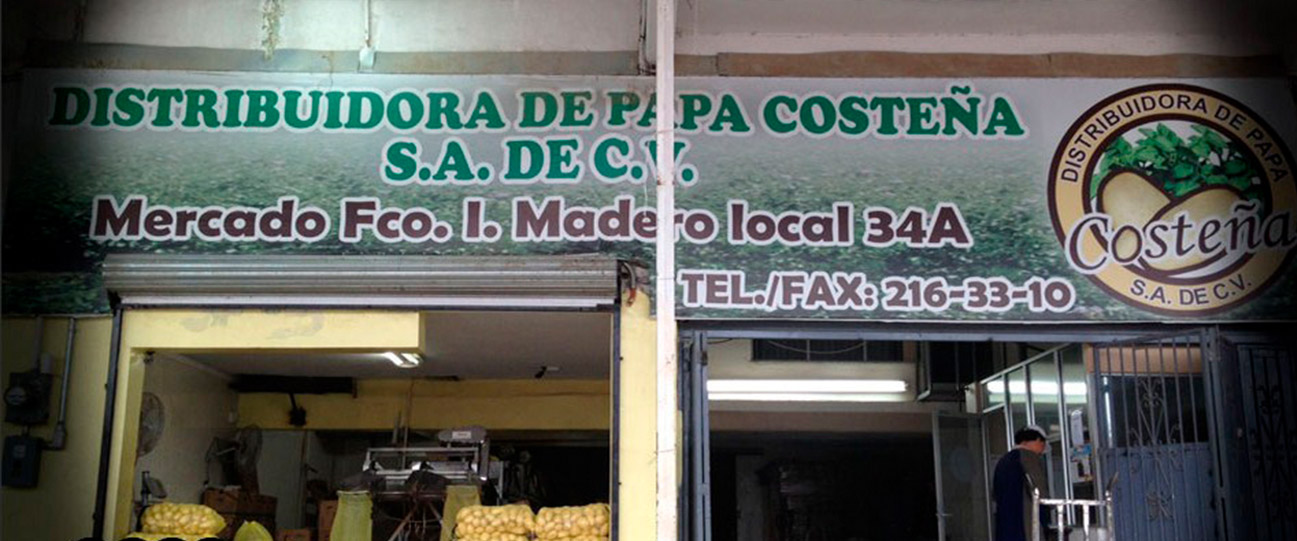 DISTRIBUIDORA DE PAPA COSTEÑA
S.A. DE C.V.
Mercado Fco. I. Madero local 34A
TEL./FAX: 216-33-10
DISTRIBUIDORA DE PAPA
Costeña
S.A. DE C.V.